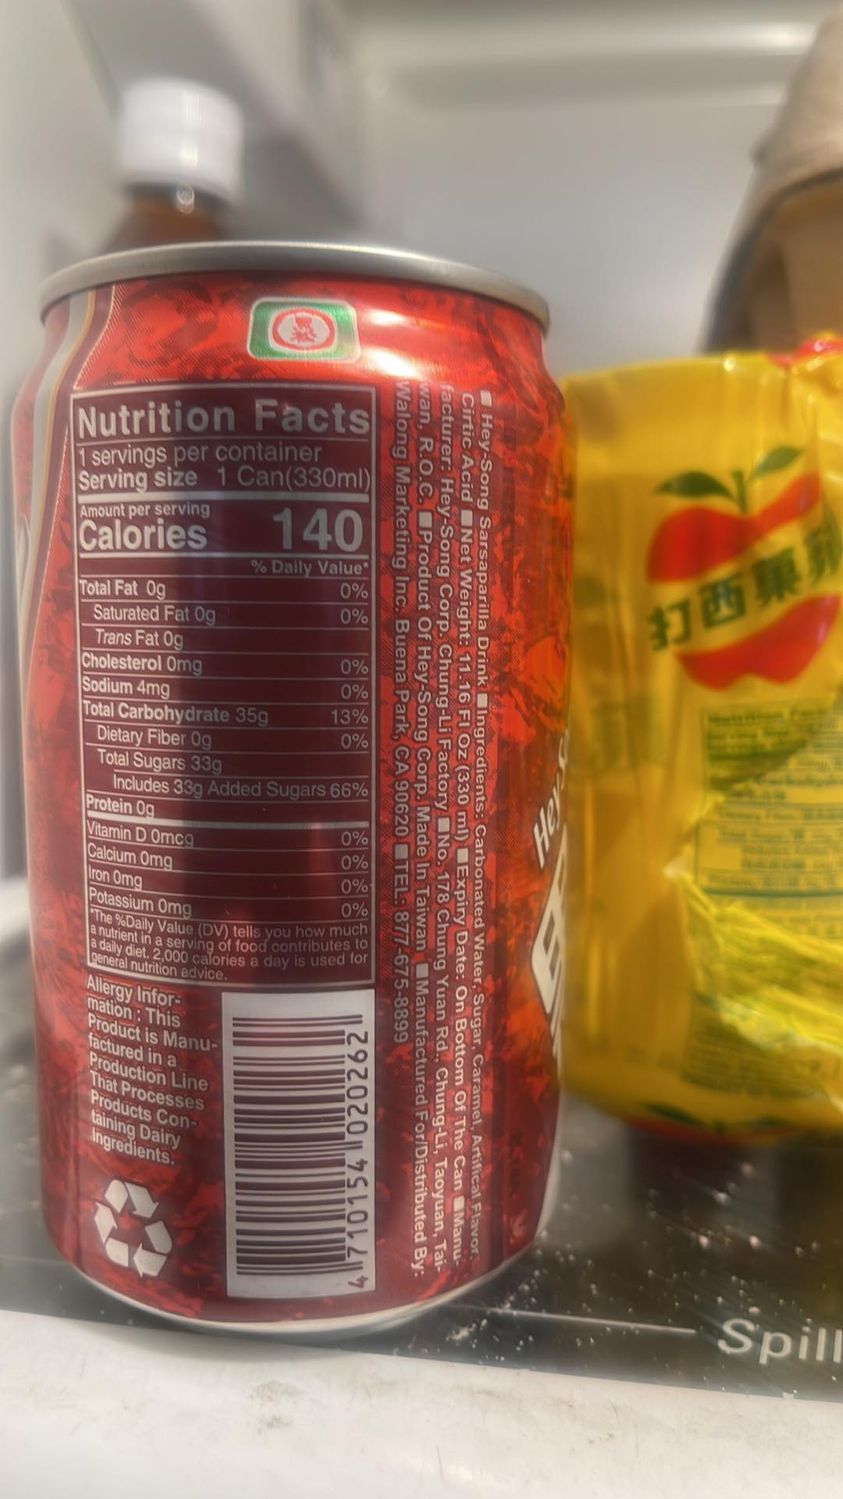 Nutrition Facts
1 servings per container
Serving size 1 Can(330ml)
Amount per serving
Calories 140
% Daily Value*
Total Fat 0g 0%
Saturated Fat 0g 0%
Trans Fat 0g
Cholesterol 0mg 0%
Sodium 4mg 0%
Total Carbohydrate 35g 13%
Dietary Fiber 0g 0%
Total Sugars 33g
Includes 33g Added Sugars 66%
Protein 0g
Vitamin D 0mcg 0%
Calcium 0mg 0%
Iron 0mg 0%
Potassium 0mg 0%
*The %Daily Value (DV) tells you how much
a nutrient in a serving of food contributes to
a daily diet. 2,000 calories a day is used for
general nutrition advice.
Allergy Infor-
mation : This
Product is Manu-
factured in a
Production Line
That Processes
Products Con-
taining Dairy
Ingredients.
4 710154 020262
■ Hey-Song Sarsaparilla Drink ■ Ingredients: Carbonated Water, Sugar, Caramel, Artifical Flavor,
Cirtic Acid ■ Net Weight: 11.16 Fl Oz (330 ml) ■ Expiry Date: Om Bottom Of The Can ■ Manu-
facturer: Hey-Song Corp. Chung-Li Factory ■ No, 178 Chung Yuan Rd., Chung-Li, Taoyuan, Tai-
wan, R.O.C. ■ Product Of Hey-Song Corp. Made In Taiwan ■ Manufactured For/Distributed By:
Walong Marketing Inc, Buena Park, CA 90620 ■ TEL: 877-675-8899
打西果
Nutrition
Spill